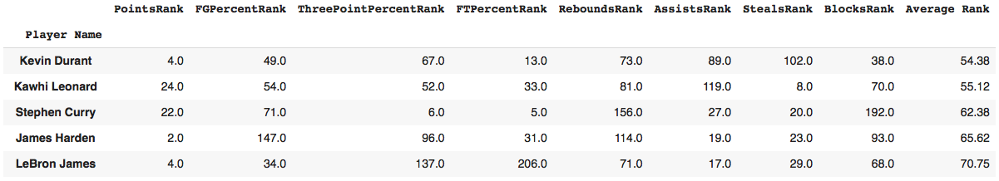 PointsRank FGPercentRank ThreePointPercentRank FTPercentRank ReboundsRank AssistsRank StealsRank BlocksRank Average Rank
Player Name
Kevin Durant 4.0 49.0 67.0 13.0 73.0 89.0 102.0 38.0 54.38
Kawhi Leonard 24.0 54.0 52.0 33.0 81.0 119.0 8.0 70.0 55.12
Stephen Curry 22.0 71.0 6.0 5.0 156.0 27.0 20.0 192.0 62.38
James Harden 2.0 147.0 96.0 31.0 114.0 19.0 23.0 93.0 65.62
LeBron James 4.0 34.0 137.0 206.0 71.0 17.0 29.0 68.0 70.75